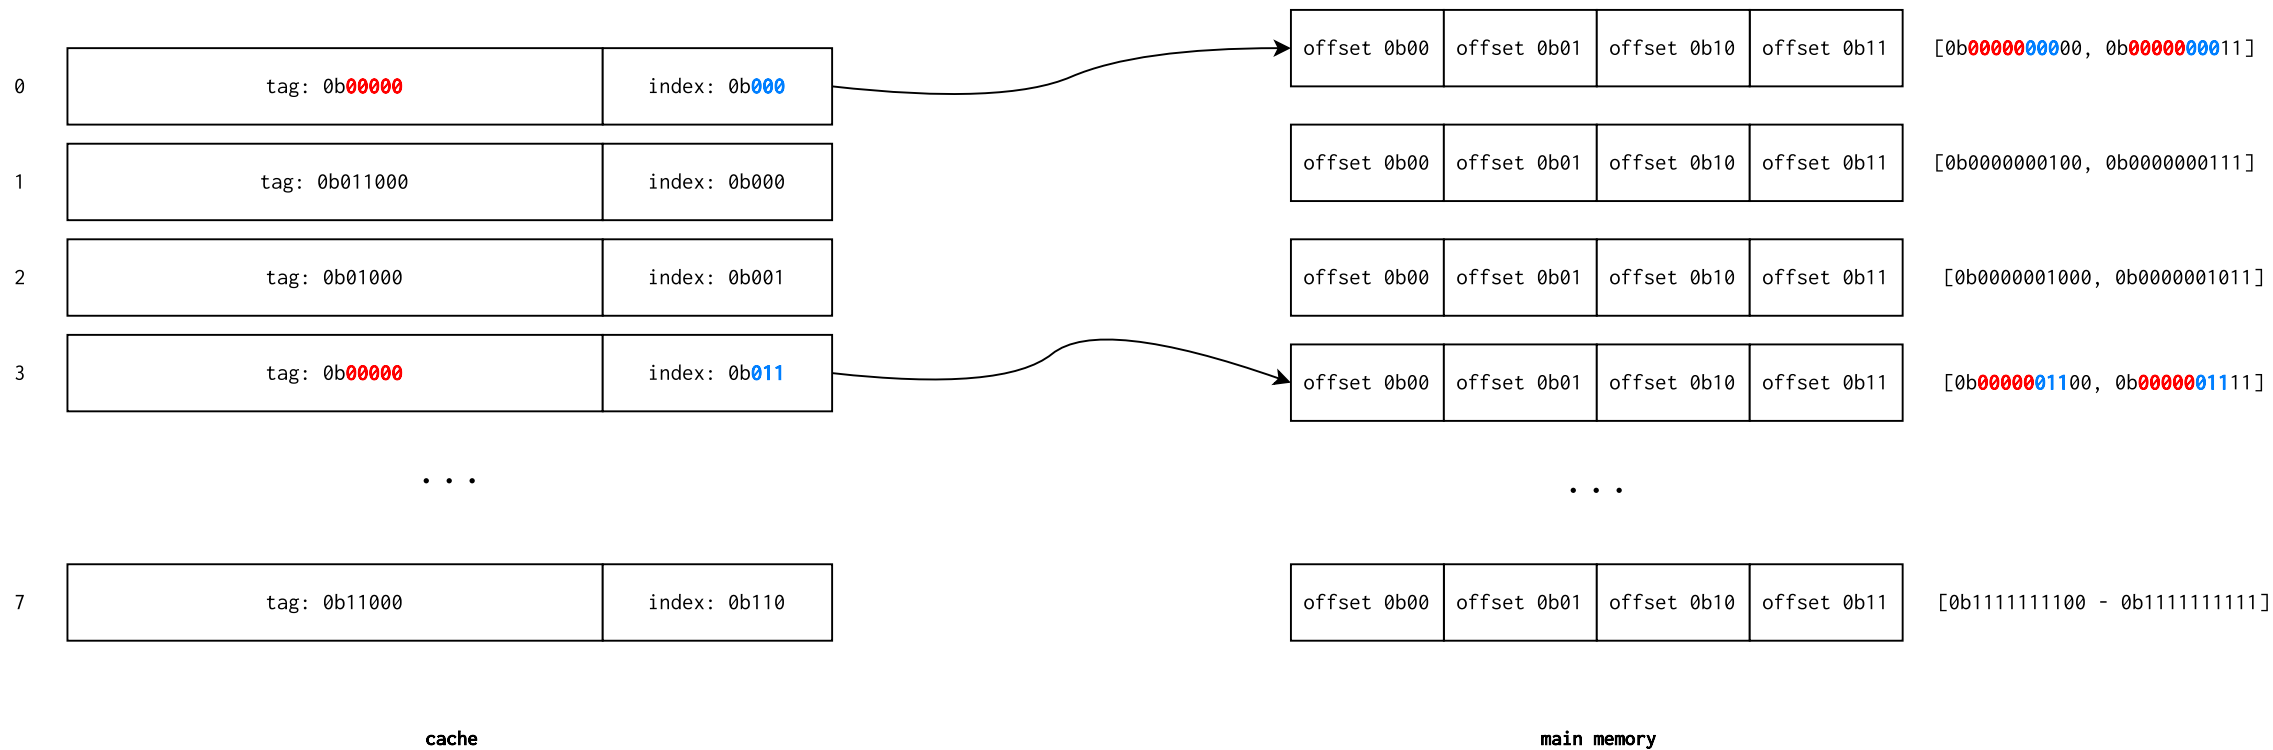 offset 0b00 offset 0b01 offset 0b10 offset 0b11 [0b0000000000, 0b0000000011]
0 tag: 0b00000 index: 0b000
offset 0b00 offset 0b01 offset 0b10 offset 0b11 [0b0000000100, 0b0000000111]
1 tag: 0b011000 index: 0b000
2 tag: 0b01000 index: 0b001 offset 0b00 offset 0b01 offset 0b10 offset 0b11 [0b0000001000, 0b0000001011]
3 tag: 0b00000 index: 0b011 offset 0b00 offset 0b01 offset 0b10 offset 0b11 [0b0000001100, 0b0000001111]
... ...
7 tag: 0b11000 index: 0b110 offset 0b00 offset 0b01 offset 0b10 offset 0b11 [0b1111111100 - 0b1111111111]
cache main memory